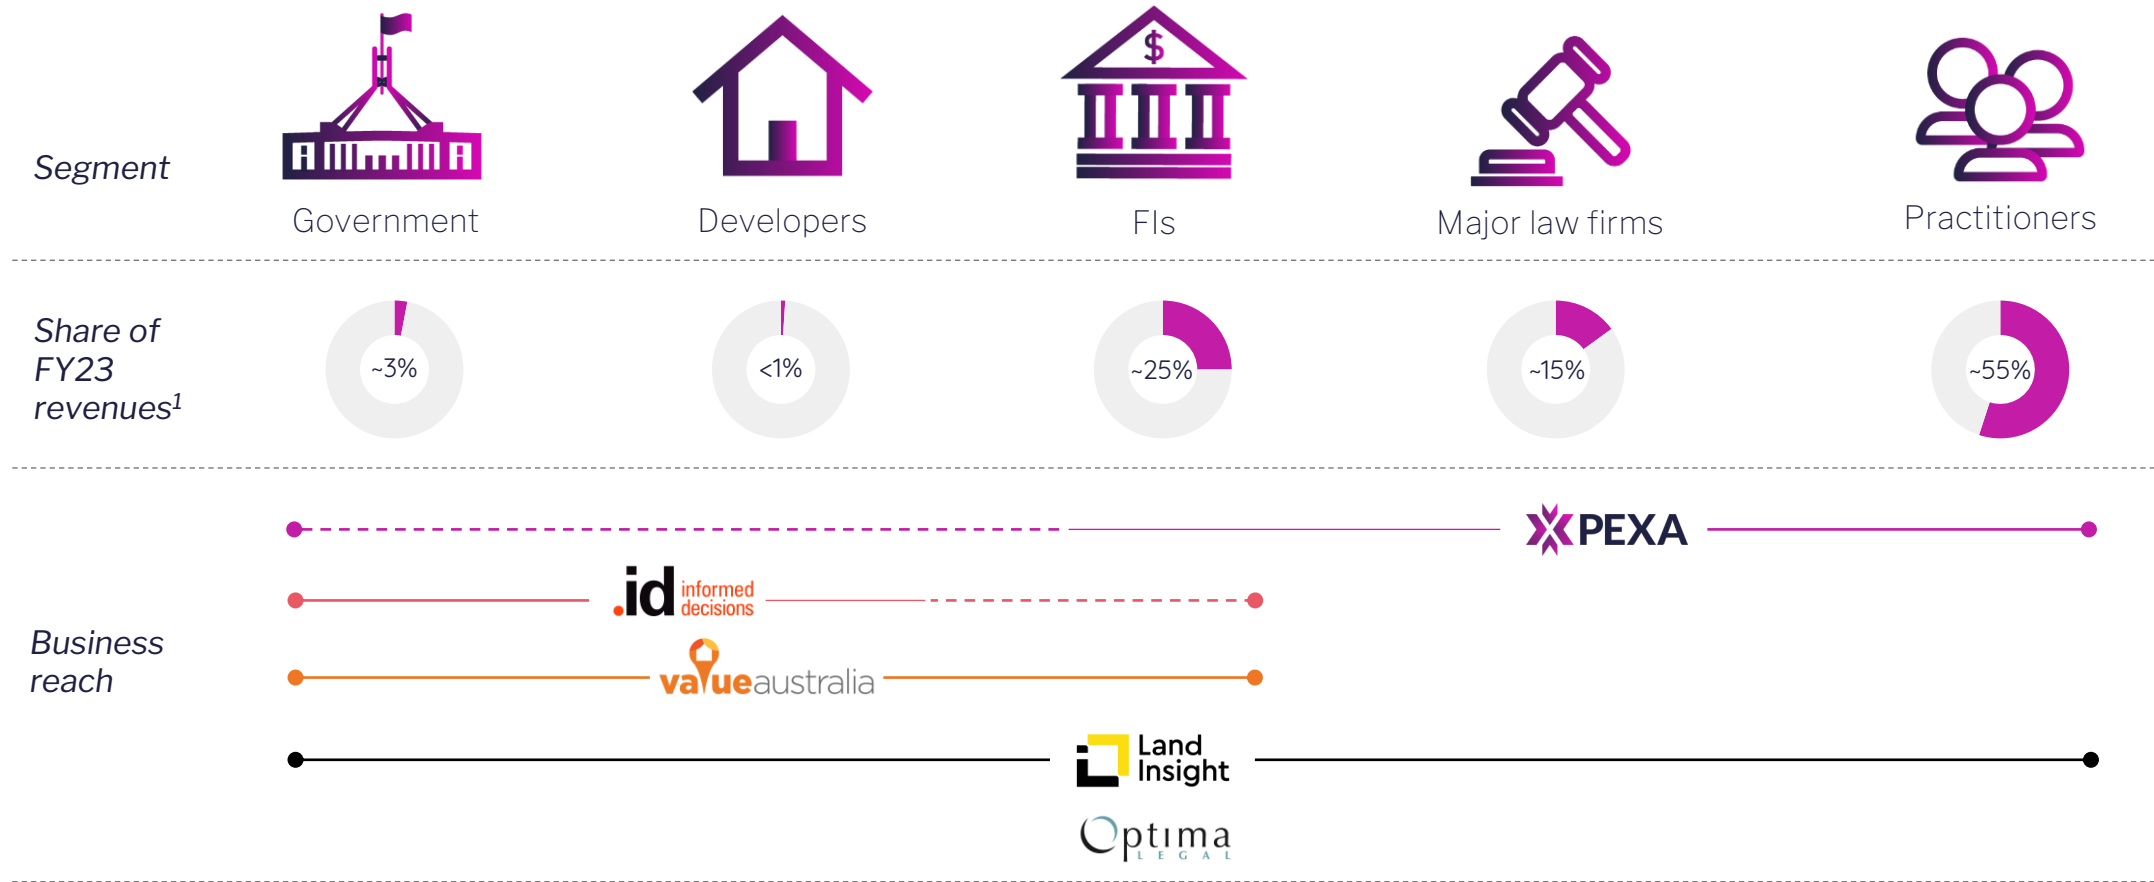 Segment
$
Government
Developers
FIs
Major law firms
Practitioners
Share of
FY23
revenues1
~3%
<1%
~25%
~15%
~55%
PEXA
.id informed
decisions
Business
reach
valueaustralia
Land
Insight
Optima
LEGAL